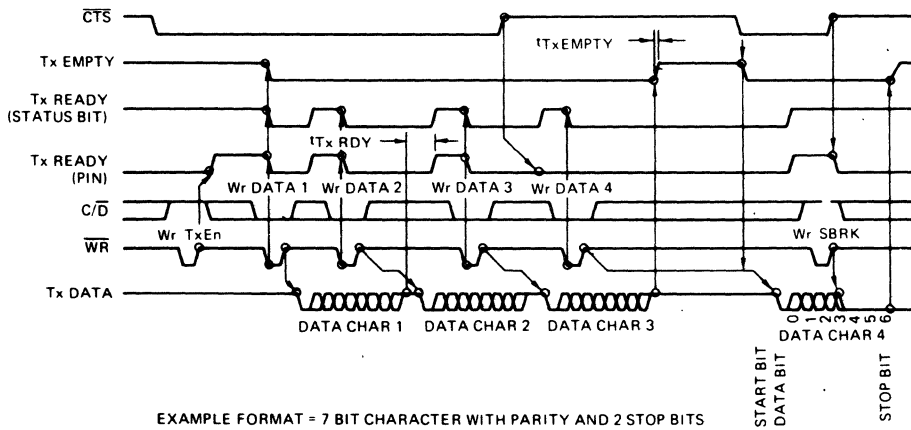 CTS
tTxEMPTY
Tx EMPTY
Tx READY
(STATUS BIT)
tTx RDY
Tx READY
(PIN)
Wr DATA 1 Wr DATA 2 Wr DATA 3 Wr DATA 4
C/D
Wr TxEn
Wr SBRK
WR
Tx DATA
DATA CHAR 1
DATA CHAR 2
DATA CHAR 3
0 1 2 3 4 5 6
DATA CHAR 4
START BIT
DATA BIT
STOP BIT
EXAMPLE FORMAT = 7 BIT CHARACTER WITH PARITY AND 2 STOP BITS